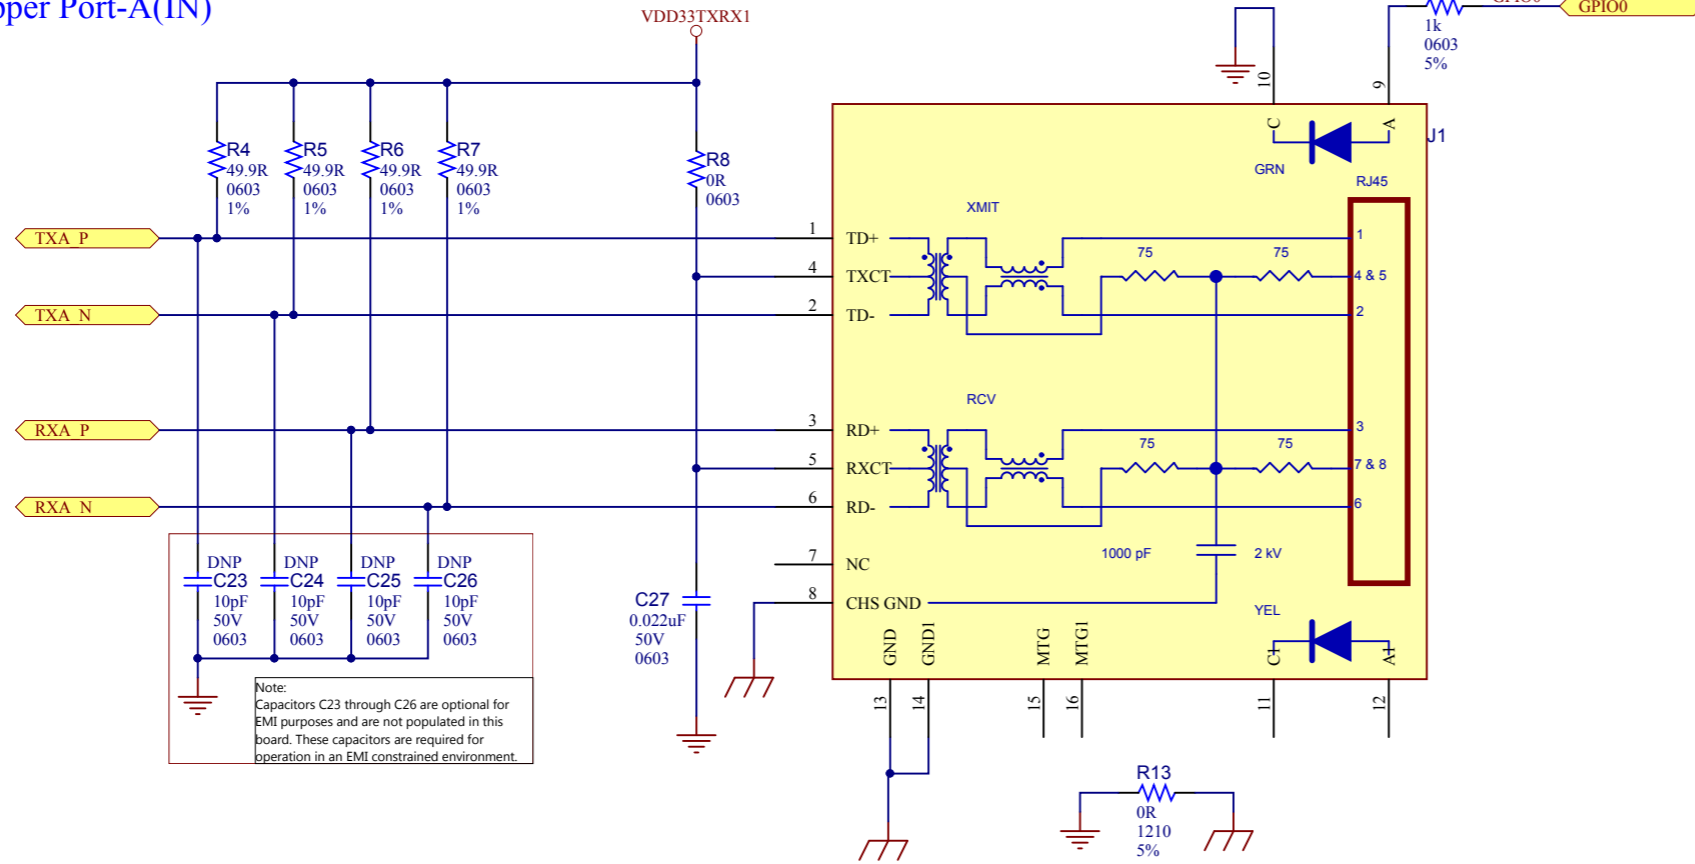 pper Port-A(IN)
VDD33TXRX1
GPIO0
1k
0603
5%
10
9
R4
49.9R
0603
1%
R5
49.9R
0603
1%
R6
49.9R
0603
1%
R7
49.9R
0603
1%
R8
0R
0603
C
A
J1
GRN
RJ45
XMIT
TXA_P
1
TD+
75
75
1
4
TXCT
4 & 5
TXA_N
2
TD-
2
RCV
RXA_P
3
RD+
75
75
3
5
RXCT
7 & 8
RXA_N
6
RD-
6
7
NC
1000 pF
2 kV
8
CHS GND
DNP
C23
10pF
50V
0603
DNP
C24
10pF
50V
0603
DNP
C25
10pF
50V
0603
DNP
C26
10pF
50V
0603
C27
0.022uF
50V
0603
YEL
GND
GND1
MTG
MTG1
C+
A+
13
14
15
16
11
12
Note:
Capacitors C23 through C26 are optional for
EMI purposes and are not populated in this
board. These capacitors are required for
operation in an EMI constrained environment.
R13
0R
1210
5%